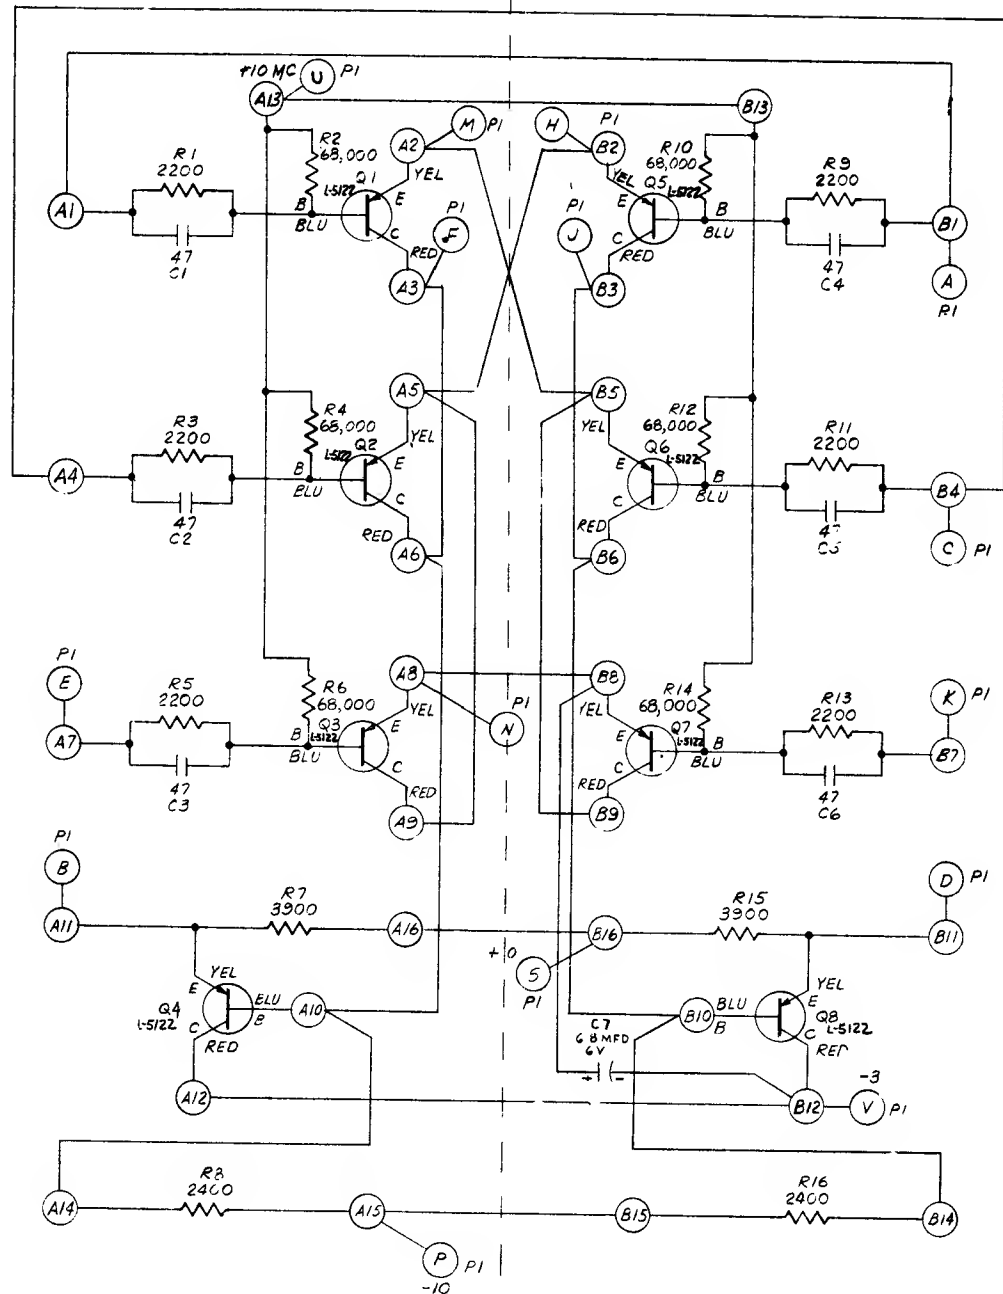 +10 MC U P1
A13
B13
R2
68,000
A2
M P1
H
P1
B2
R10
68,000
R1
2200
Q1
L-5122
YEL
E
YEL
E
Q5
L-5122
R9
2200
A1
B
BLU
P1
F
P1
J
B
BLU
B1
47
C1
C
RED
A3
C
RED
B3
47
C4
A
P1
R4
68,000
A5
B5
R12
68,000
R3
2200
Q2
L-5122
YEL
E
YEL
E
Q6
L-5122
R11
2200
A4
B
BLU
B
BLU
B4
47
C2
C
RED
A6
C
RED
B6
47
C5
C P1
P1
E
R6
68,000
A8
B8
R14
68,000
P1
K
R5
2200
Q3
L-5122
YEL
E
P1
N
YEL
E
Q7
L-5122
R13
2200
A7
B
BLU
B
BLU
B7
47
C3
C
RED
A9
C
RED
B9
47
C6
P1
B
D P1
A11
R7
3900
A16
B16
R15
3900
B11
+0
S
P1
YEL
E
Q4
L-5122
BLU
B
A10
B10
BLU
B
YEL
E
Q8
L-5122
C
RED
C
RED
C7
6.8 MFD
6V
+ -
A12
B12
-3
V P1
A14
R8
2400
A15
B15
R16
2400
B14
P P1
-10